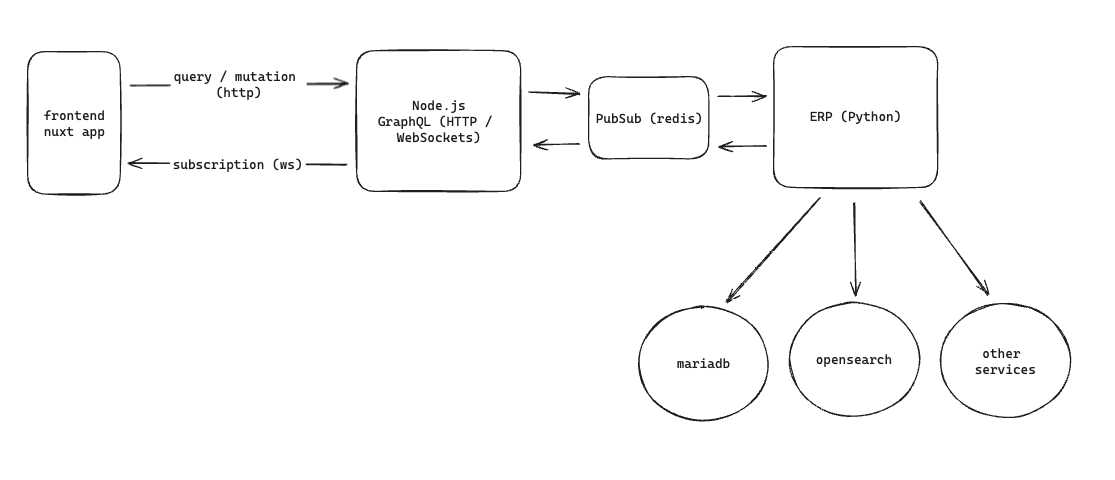 frontend
nuxt app
query / mutation
(http)
subscription (ws)
Node.js
GraphQL (HTTP /
WebSockets)
PubSub (redis)
ERP (Python)
mariadb
opensearch
other
services